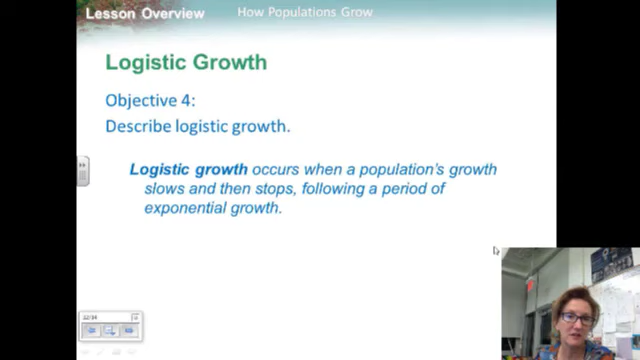 Lesson Overview
How Populations Grow
Logistic Growth
Objective 4:
Describe logistic growth.
Logistic growth occurs when a population's growth
slows and then stops, following a period of
exponential growth.